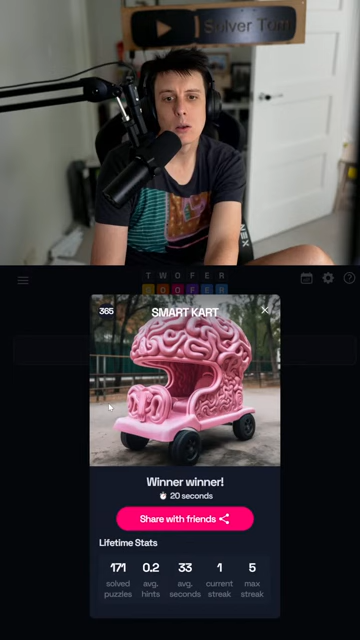 Solver Tom
NEX
TWOFER
GOOFER
365
SMART KART
Winner winner!
20 seconds
Share with friends
Lifetime Stats
171 0.2 33 1 5
solved avg. avg. current max
puzzles hints seconds streak streak